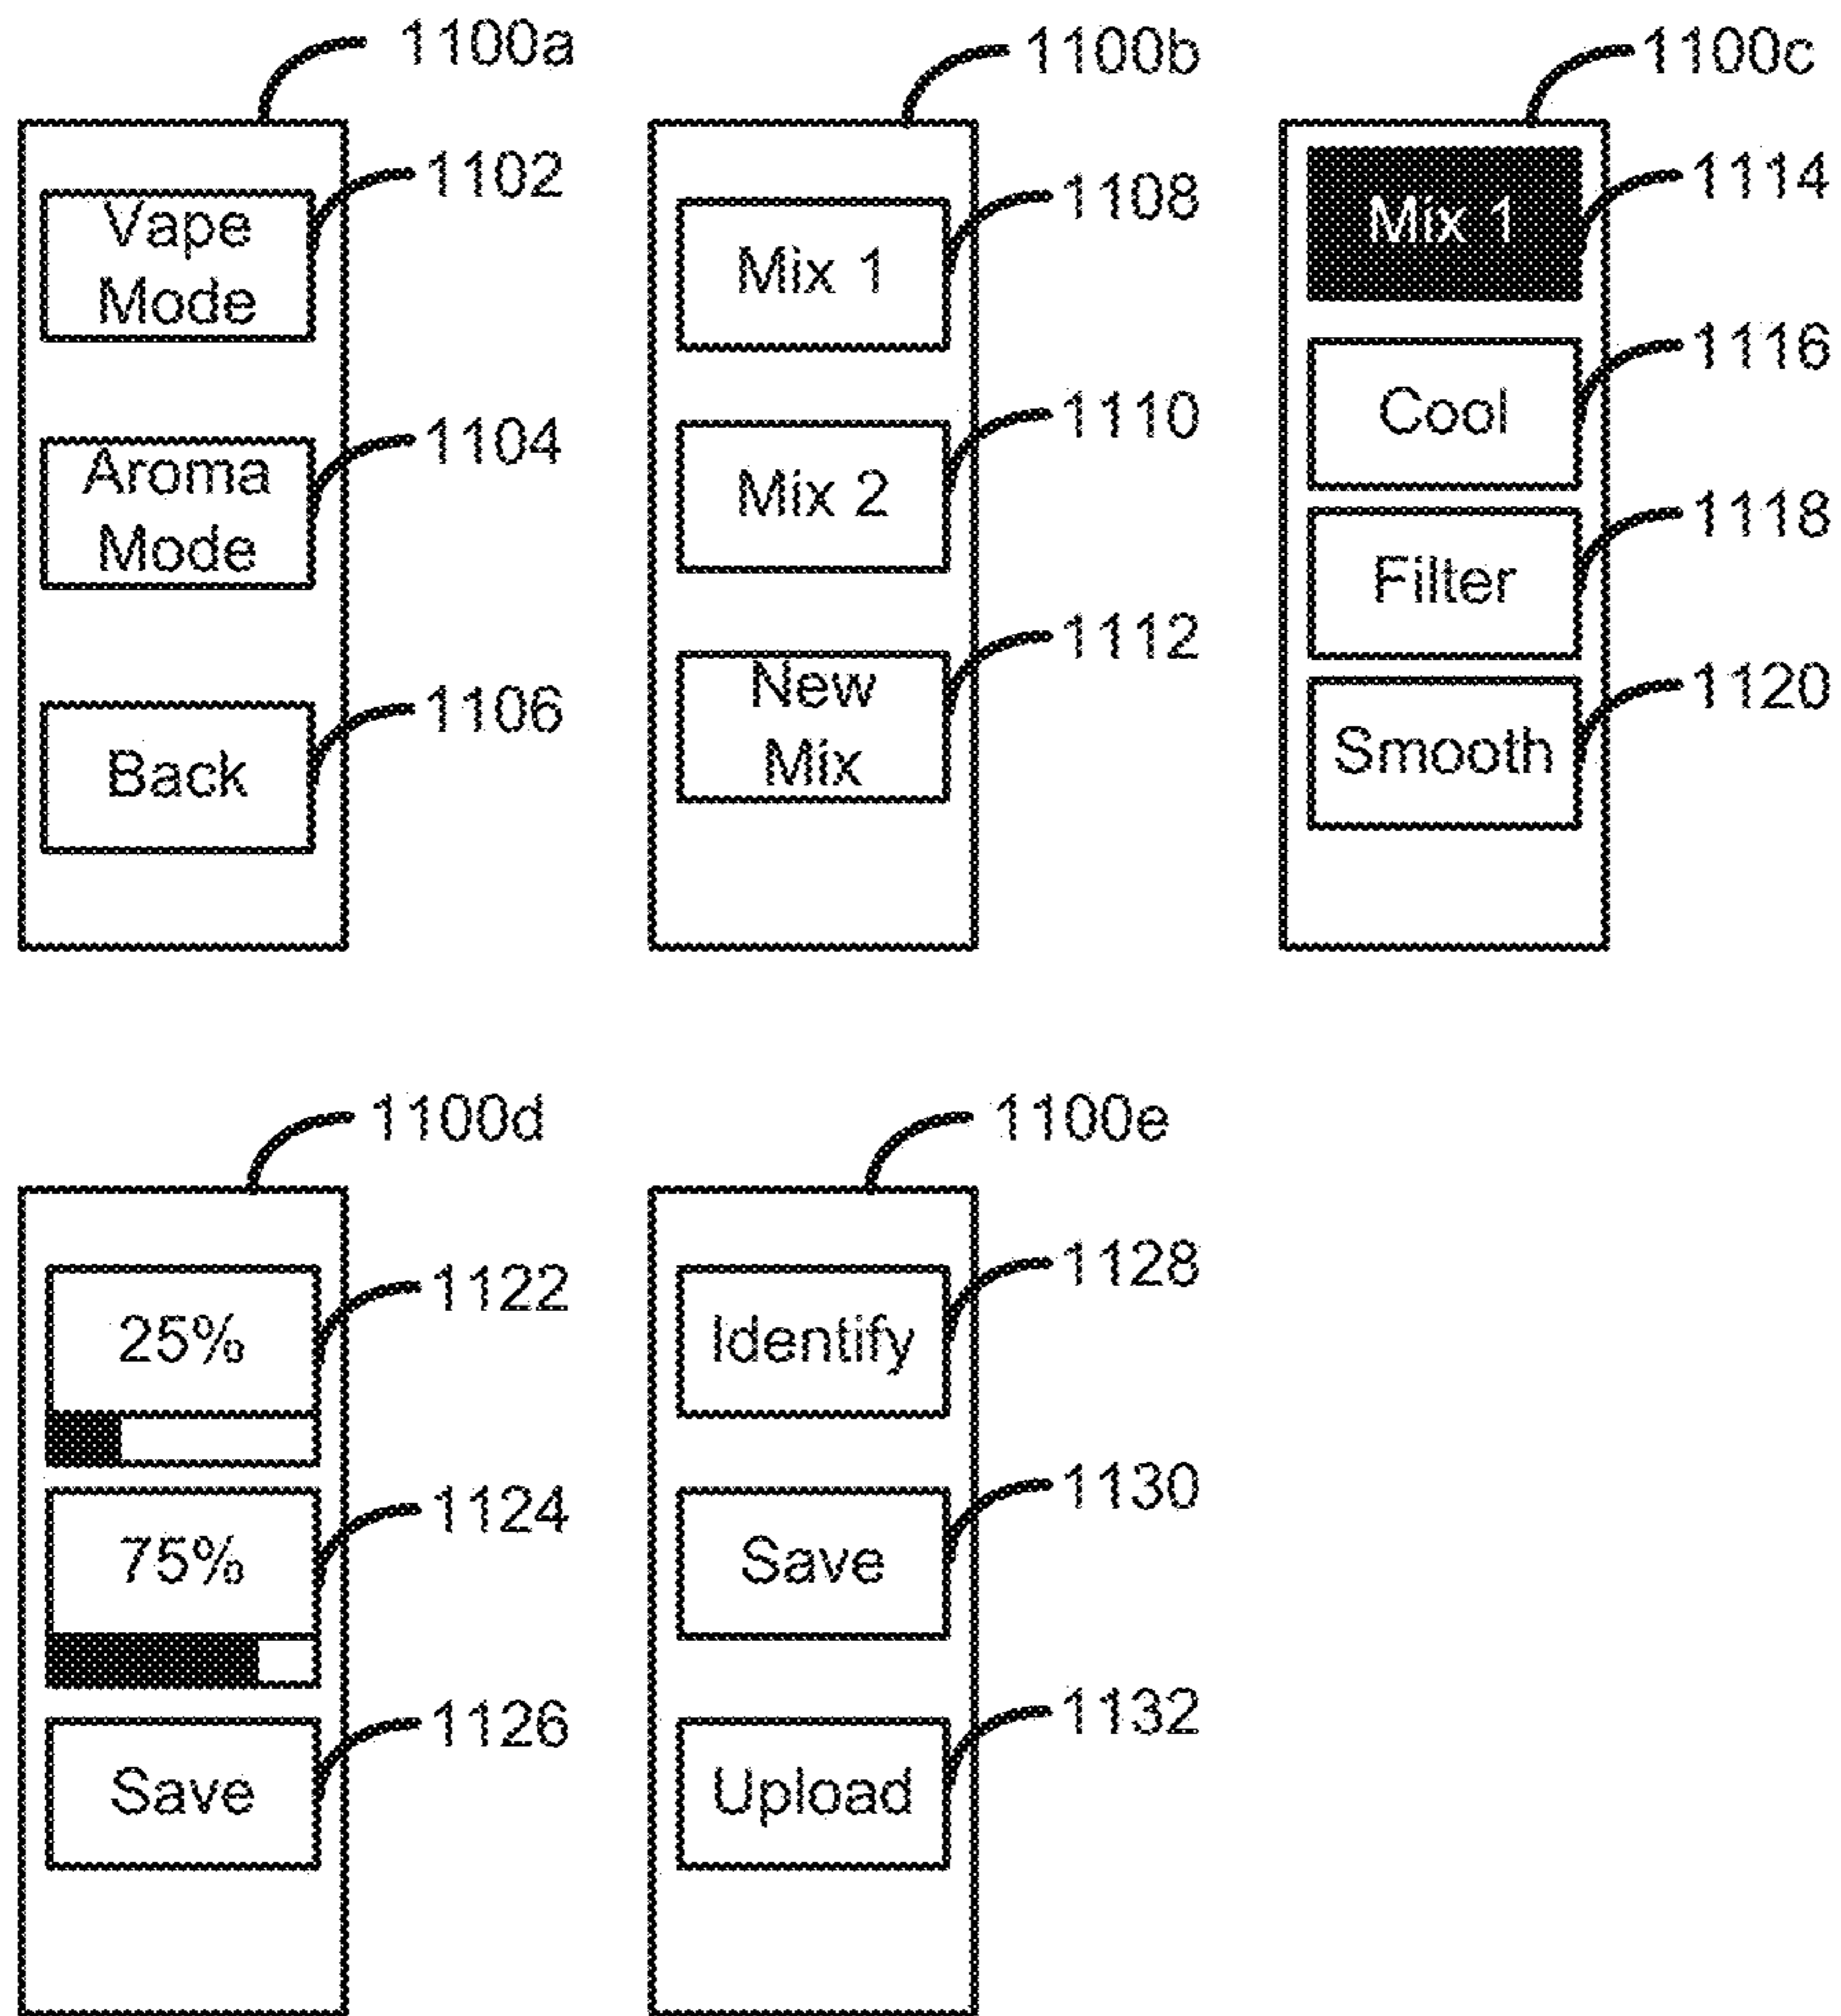 1100a
Vape
Mode
1102
Aroma
Mode
1104
Back
1106
1100b
Mix 1
1108
Mix 2
1110
New
Mix
1112
1100c
Mix 1
1114
Cool
1116
Filter
1118
Smooth
1120
1100d
25%
1122
75%
1124
Save
1126
1100e
Identify
1128
Save
1130
Upload
1132